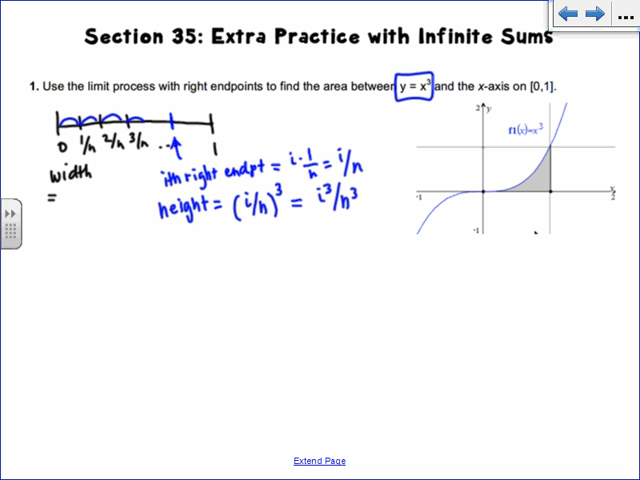 Section 35: Extra Practice with Infinite Sums
1. Use the limit process with right endpoints to find the area between y = x³ and the x-axis on [0,1].
0 1/n 2/n 3/n ... 1
width
=
ith right endpt = i · 1/n = i/n
height = (i/n)³ = i³/n³
2 y
f1(x)=x³
x
-1 2
-1
Extend Page